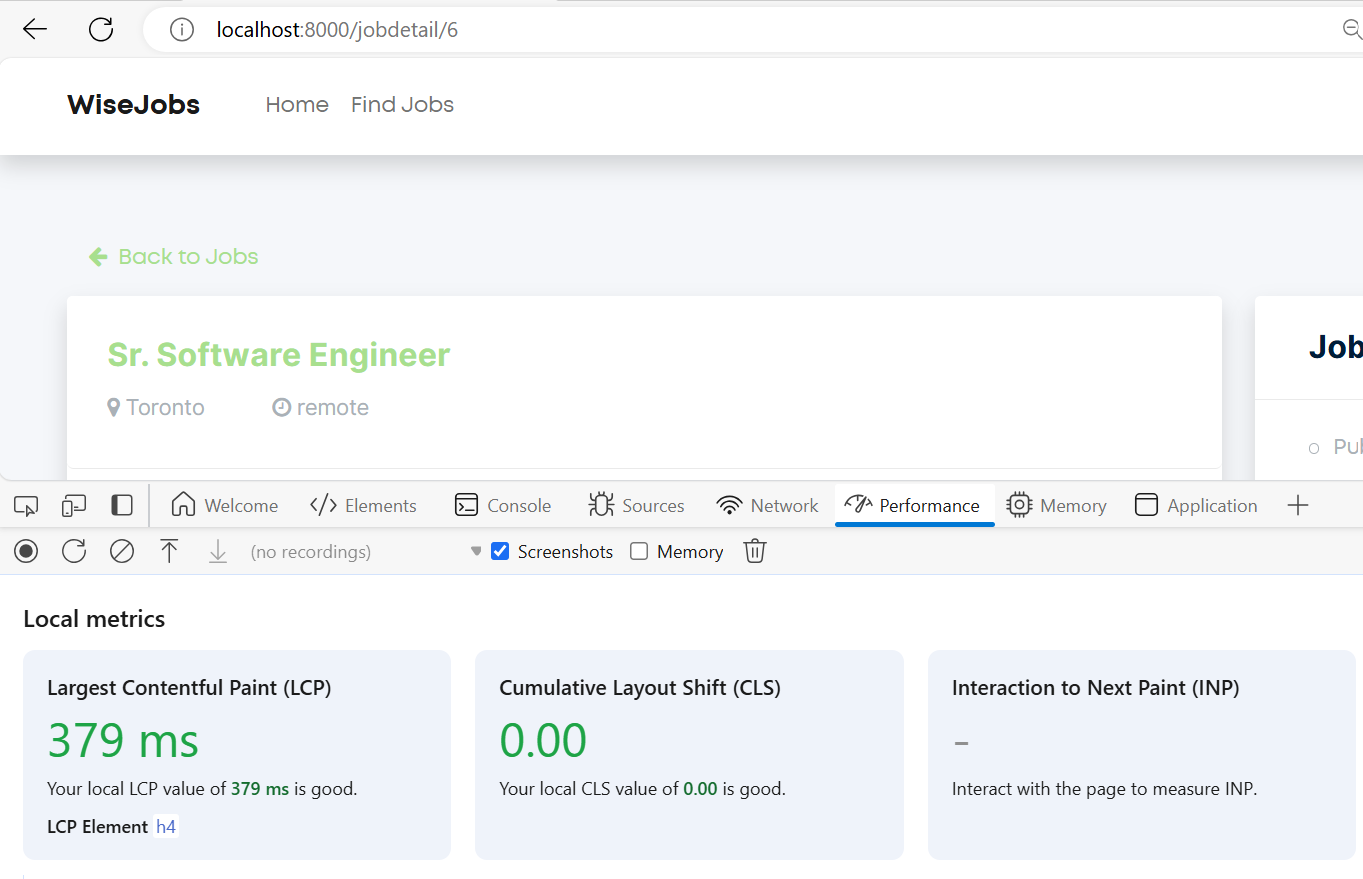 localhost:8000/jobdetail/6
WiseJobs Home Find Jobs
Back to Jobs
Sr. Software Engineer
Job
Toronto remote
Pub
Welcome Elements Console Sources Network Performance Memory Application
(no recordings) Screenshots Memory
Local metrics
Largest Contentful Paint (LCP)
379 ms
Your local LCP value of 379 ms is good.
LCP Element h4
Cumulative Layout Shift (CLS)
0.00
Your local CLS value of 0.00 is good.
Interaction to Next Paint (INP)
-
Interact with the page to measure INP.